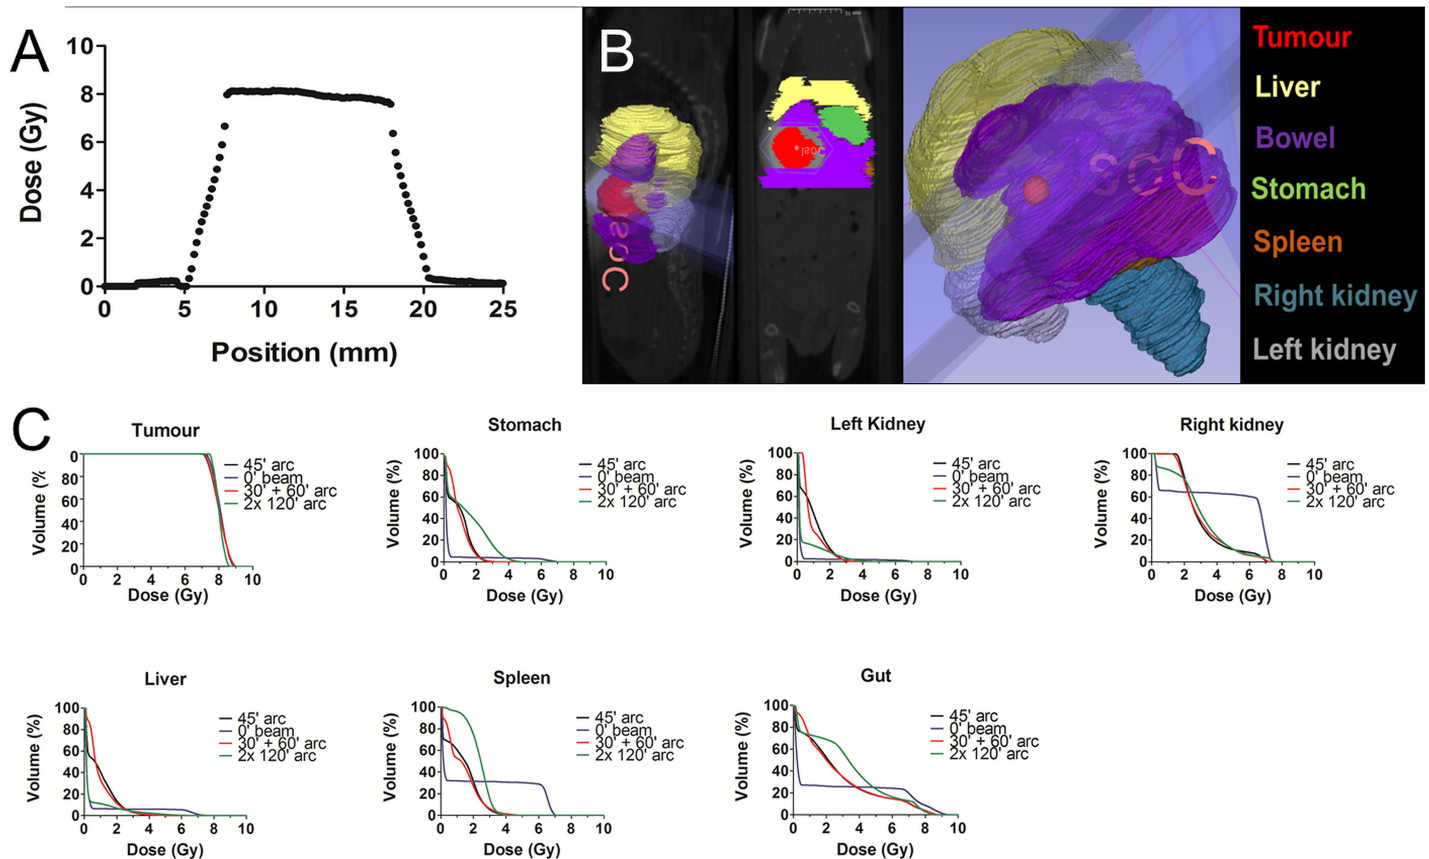 A
10
8
6
4
2
0
Dose (Gy)
0 5 10 15 20 25
Position (mm)
B
IsoC
IsoC
IsoC
Tumour
Liver
Bowel
Stomach
Spleen
Right kidney
Left kidney
C
Tumour
Volume (%
0
80
60
40
20
0 2 4 6 8 10
Dose (Gy)
45' arc
0' beam
30' + 60' arc
2x 120' arc
Stomach
Volume (%)
100
80
60
40
20
0
0 2 4 6 8 10
Dose (Gy)
45' arc
0' beam
30' + 60' arc
2x 120' arc
Left Kidney
Volume (%)
100
80
60
40
20
0
0 2 4 6 8 10
Dose (Gy)
45' arc
0' beam
30' + 60' arc
2x 120' arc
Right kidney
Volume (%)
100
80
60
40
20
0
0 2 4 6 8 10
Dose (Gy)
45' arc
0' beam
30' + 60' arc
2x 120' arc
Liver
Volume (%)
100
80
60
40
20
0
0 2 4 6 8 10
Dose (Gy)
45' arc
0' beam
30' + 60' arc
2x 120' arc
Spleen
Volume (%)
100
80
60
40
20
0
0 2 4 6 8 10
Dose (Gy)
45' arc
0' beam
30' + 60' arc
2x 120' arc
Gut
Volume (%)
100
80
60
40
20
0
0 2 4 6 8 10
Dose (Gy)
45' arc
0' beam
30' + 60' arc
2x 120' arc